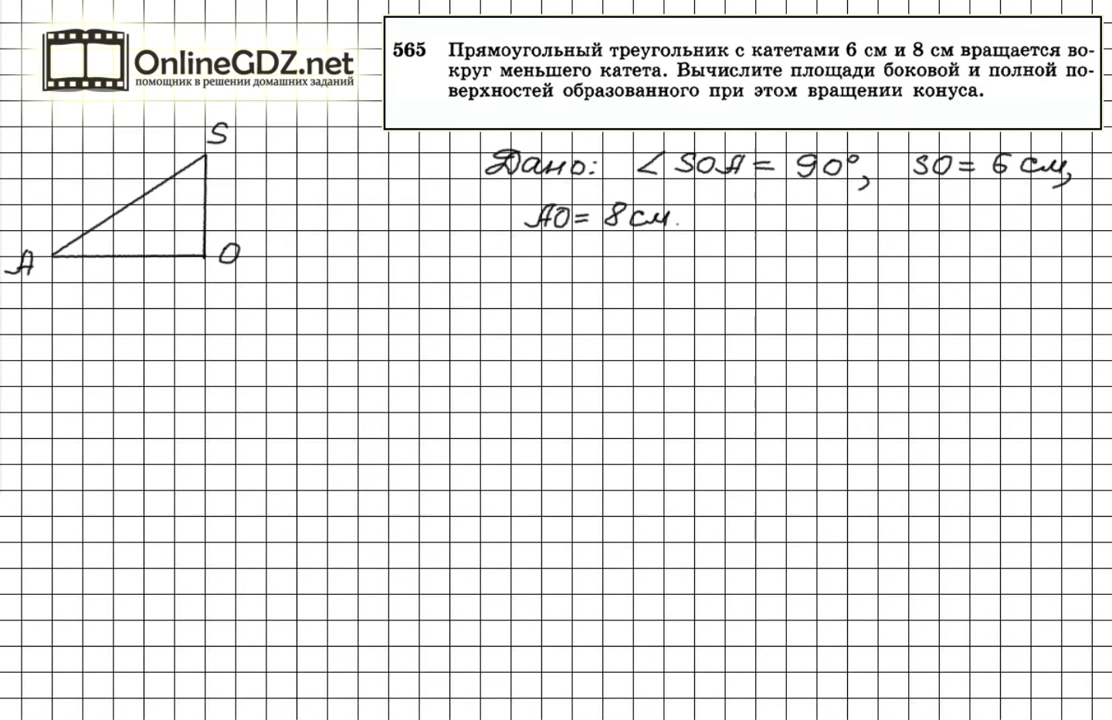 OnlineGDZ.net
помощник в решении домашних заданий
565 Прямоугольный треугольник с катетами 6 см и 8 см вращается во-
круг меньшего катета. Вычислите площади боковой и полной по-
верхностей образованного при этом вращении конуса.
S
A
O
Дано: ∠SOA = 90°, SO = 6 см,
AO = 8 см.